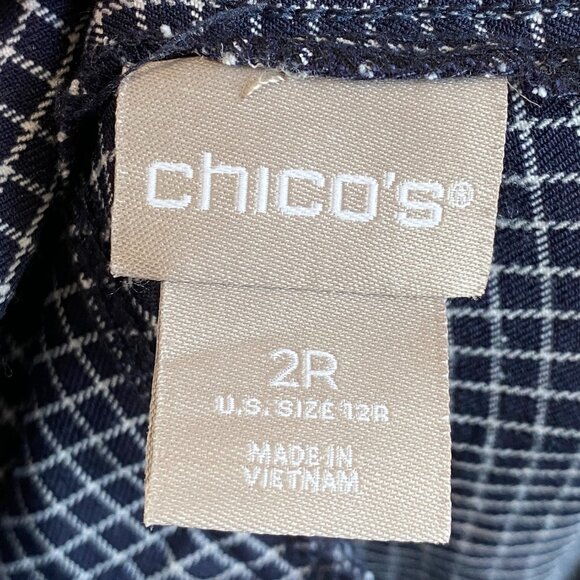 chico's®
2R
U.S. SIZE 12R
MADE IN
VIETNAM